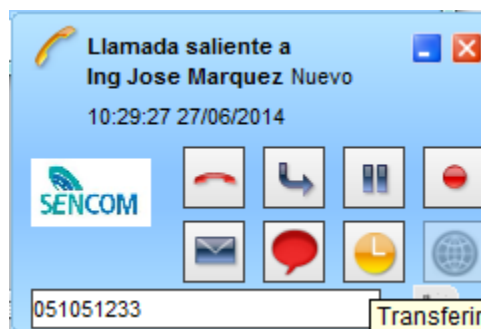 Llamada saliente a
Ing Jose Marquez Nuevo
10:29:27 27/06/2014
SENCOM
051051233
Transferir